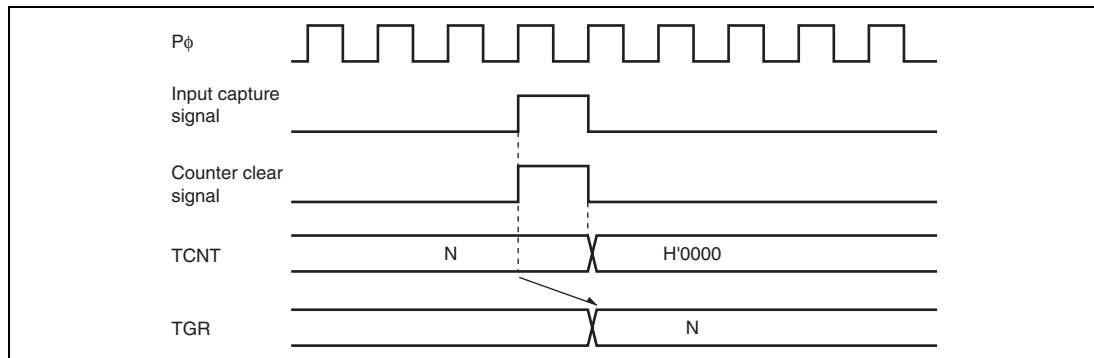 Pϕ
Input capture
signal
Counter clear
signal
TCNT
N
H'0000
TGR
N